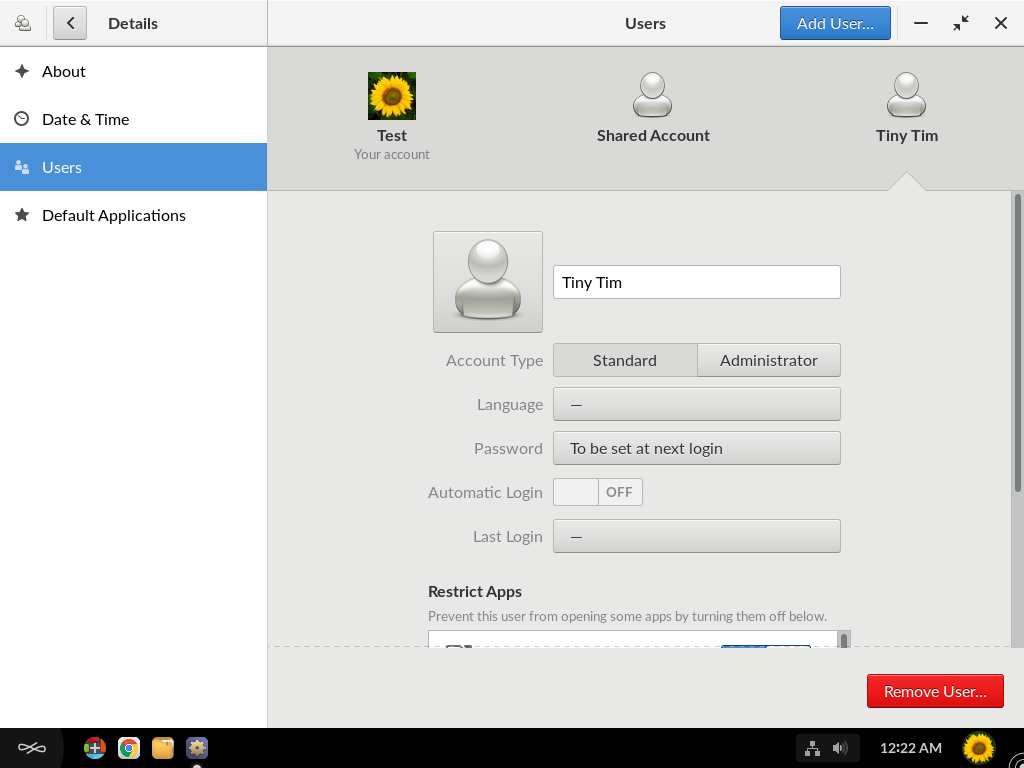 Details
Users
Add User...
About
Date & Time
Users
Default Applications
Test
Your account
Shared Account
Tiny Tim
Tiny Tim
Account Type
Standard
Administrator
Language
—
Password
To be set at next login
Automatic Login
OFF
Last Login
—
Restrict Apps
Prevent this user from opening some apps by turning them off below.
Remove User...
12:22 AM